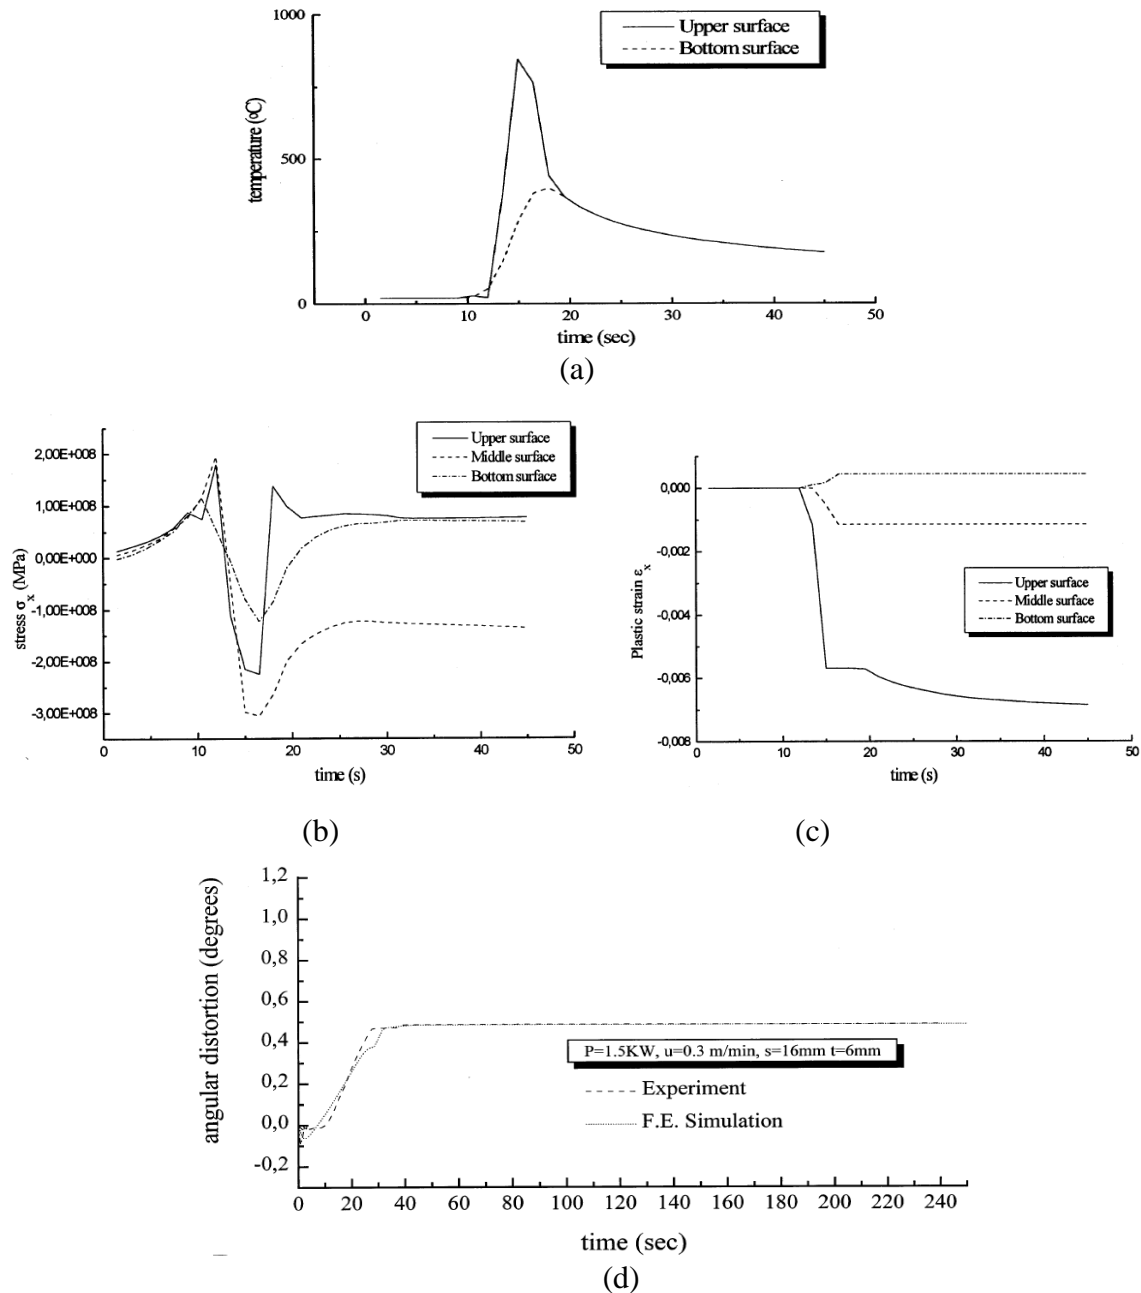 1000
Upper surface
Bottom surface
temperature (ºC)
500
0
0
10
20
30
40
50
time (sec)
(a)
2,00E+008
1,00E+008
0,00E+000
-1,00E+008
-2,00E+008
-3,00E+008
stress σx (MPa)
Upper surface
Middle surface
Bottom surface
0
10
20
30
40
50
time (s)
(b)
0,000
-0,002
-0,004
-0,006
-0,008
Plastic strain εx
Upper surface
Middle surface
Bottom surface
0
10
20
30
40
50
time (s)
(c)
1,2
1,0
0,8
0,6
0,4
0,2
0,0
-0,2
angular distortion (degrees)
P=1.5KW, u=0.3 m/min, s=16mm t=6mm
Experiment
F.E. Simulation
0 20 40 60 80 100 120 140 160 180 200 220 240
time (sec)
(d)